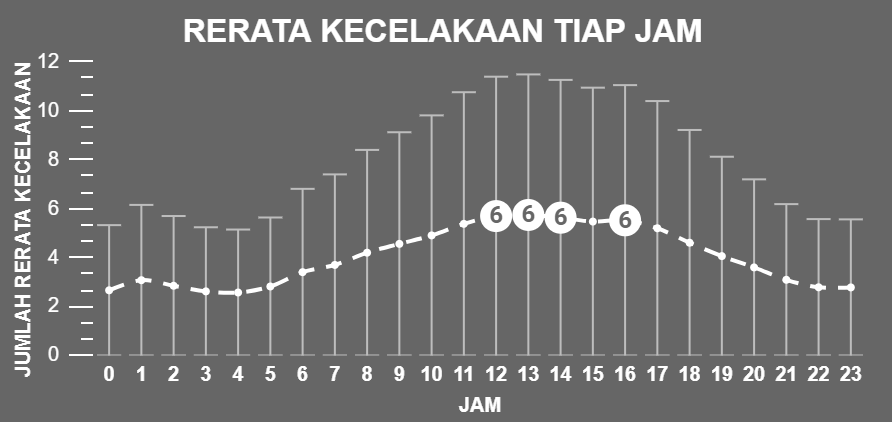 RERATA KECELAKAAN TIAP JAM
JUMLAH RERATA KECELAKAAN
12
10
8
6
4
2
0
6 6 6 6
0 1 2 3 4 5 6 7 8 9 10 11 12 13 14 15 16 17 18 19 20 21 22 23
JAM